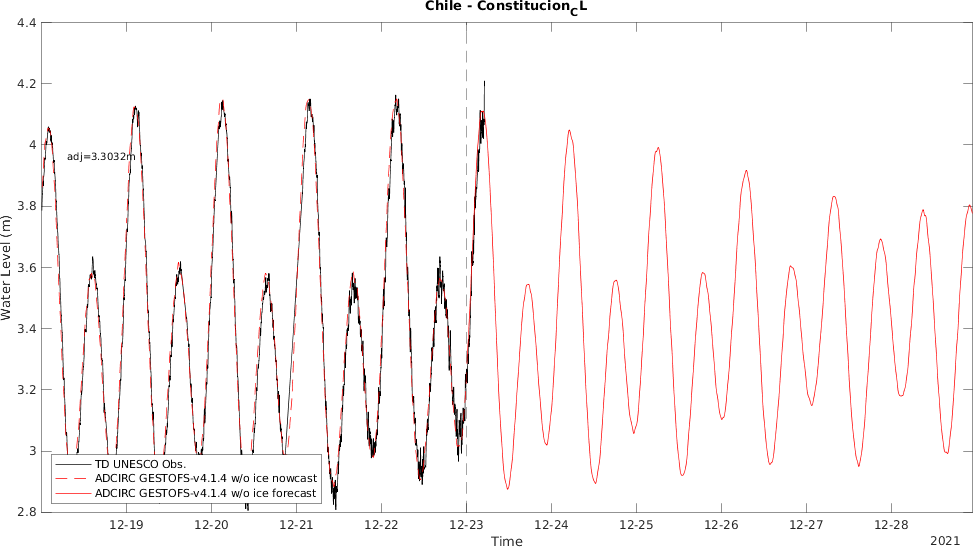 Chile - Constitucion_CL
4.4
4.2
4
3.8
3.6
3.4
3.2
3
2.8
Water Level (m)
adj=3.3032m
TD UNESCO Obs.
ADCIRC GESTOFS-v4.1.4 w/o ice nowcast
ADCIRC GESTOFS-v4.1.4 w/o ice forecast
12-19 12-20 12-21 12-22 12-23 12-24 12-25 12-26 12-27 12-28
Time
2021